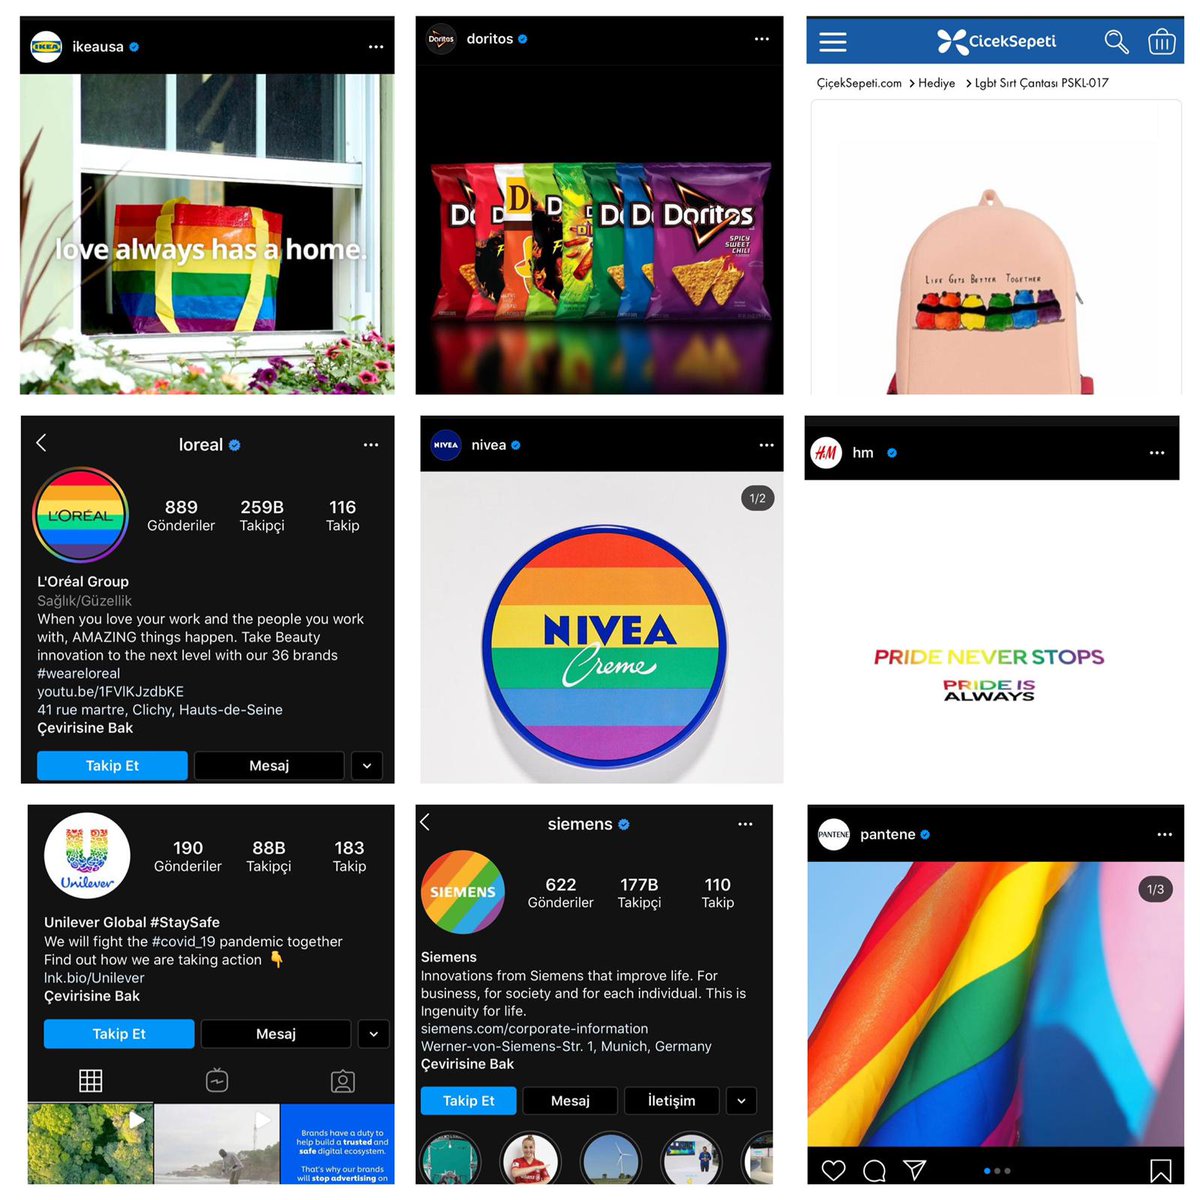 IKEA
ikeausa
love always has a home.
Doritos
doritos
D
Doritos
SPICY
SWEET
CHILI
ÇiçekSepeti
ÇiçekSepeti.com > Hediye > Lgbt Sırt Çantası PSKL-017
LIFE GETS BETTER TOGETHER
loreal
L'ORÉAL
889
259B
116
Gönderiler
Takipçi
Takip
L'Oréal Group
Sağlık/Güzellik
When you love your work and the people you work
with, AMAZING things happen. Take Beauty
innovation to the next level with our 36 brands
#weareloreal
youtu.be/1FVlKJzdbKE
41 rue martre, Clichy, Hauts-de-Seine
Çevirisine Bak
Takip Et
Mesaj
NIVEA
nivea
1/2
NIVEA
Creme
H&M
hm
PRIDE NEVER STOPS
PRIDE IS
ALWAYS
Unilever
190
88B
183
Gönderiler
Takipçi
Takip
Unilever Global #StaySafe
We will fight the #covid_19 pandemic together
Find out how we are taking action 👇
lnk.bio/Unilever
Çevirisine Bak
Takip Et
Mesaj
Brands have a duty to
help build a trusted and
safe digital ecosystem.
That's why our brands
will stop advertising on
siemens
SIEMENS
622
177B
110
Gönderiler
Takipçi
Takip
Siemens
Innovations from Siemens that improve life. For
business, for society and for each individual. This is
Ingenuity for life.
siemens.com/corporate-information
Werner-von-Siemens-Str. 1, Munich, Germany
Çevirisine Bak
Takip Et
Mesaj
İletişim
PANTENE
pantene
1/3